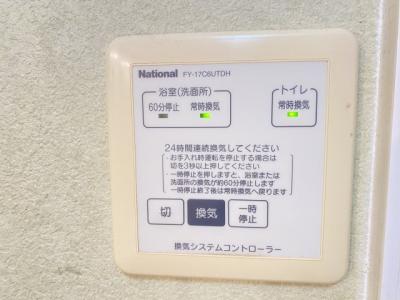 National FY-17C6UTDH
浴室(洗面所)
トイレ
60分停止 常時換気
常時換気
24時間連続換気してください
・お手入れ時運転を停止する場合は
切を3秒以上押してください
・一時停止を押しますと、浴室または
洗面所の換気が約60分停止します
・一時停止終了後は常時換気へ戻ります
切
換気
一時
停止
換気システムコントローラー